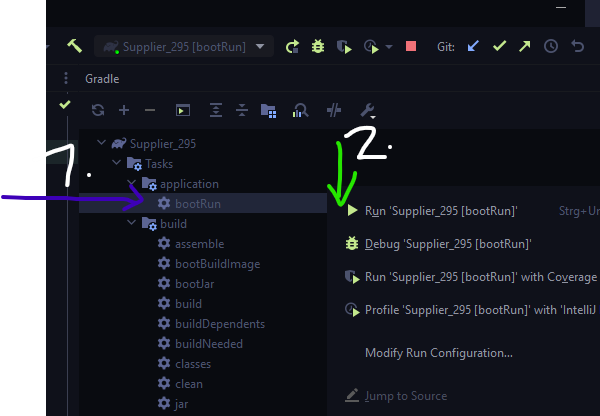 Supplier_295 [bootRun]
Git:
Gradle
1.
2.
Supplier_295
Tasks
application
bootRun
build
assemble
bootBuildImage
bootJar
build
buildDependents
buildNeeded
classes
clean
jar
Run 'Supplier_295 [bootRun]' Strg+Um
Debug 'Supplier_295 [bootRun]'
Run 'Supplier_295 [bootRun]' with Coverage
Profile 'Supplier_295 [bootRun]' with 'IntelliJ
Modify Run Configuration...
Jump to Source